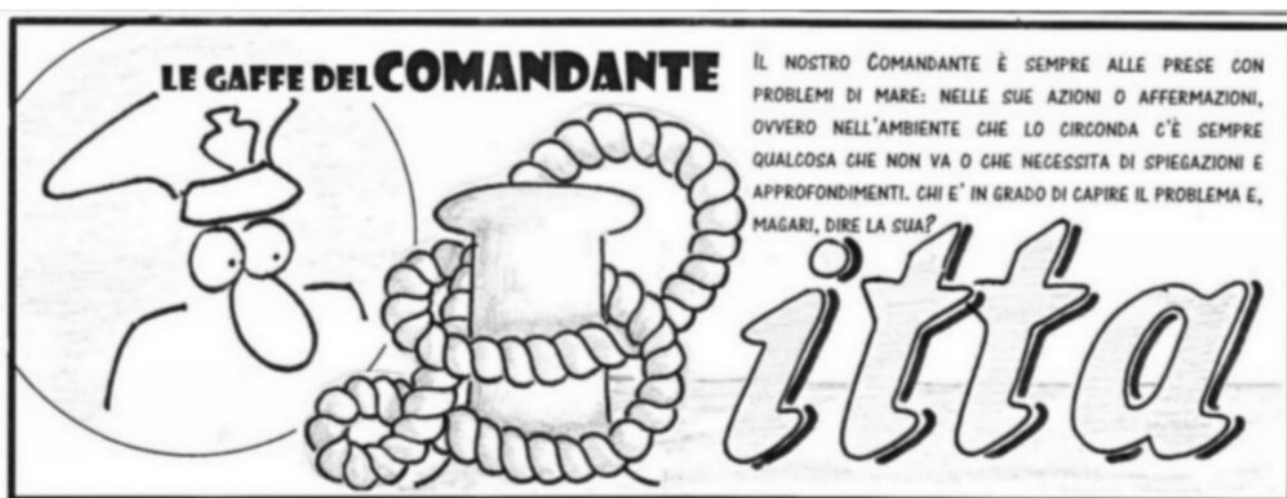 LE GAFFE DEL COMANDANTE
IL NOSTRO COMANDANTE È SEMPRE ALLE PRESE CON
PROBLEMI DI MARE: NELLE SUE AZIONI O AFFERMAZIONI,
OVVERO NELL'AMBIENTE CHE LO CIRCONDA C'È SEMPRE
QUALCOSA CHE NON VA O CHE NECESSITA DI SPIEGAZIONI E
APPROFONDIMENTI. CHI E' IN GRADO DI CAPIRE IL PROBLEMA E,
MAGARI, DIRE LA SUA?
Bitta